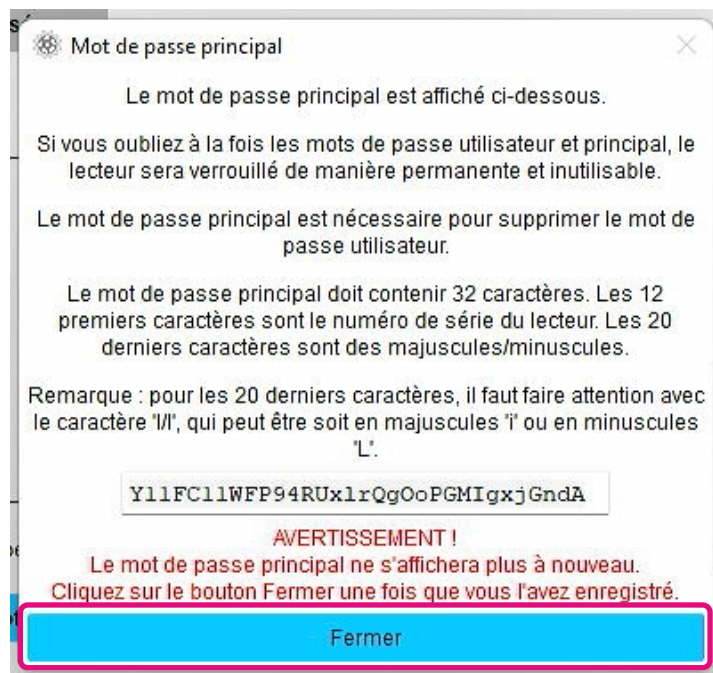 Mot de passe principal
Le mot de passe principal est affiché ci-dessous.
Si vous oubliez à la fois les mots de passe utilisateur et principal, le
lecteur sera verrouillé de manière permanente et inutilisable.
Le mot de passe principal est nécessaire pour supprimer le mot de
passe utilisateur.
Le mot de passe principal doit contenir 32 caractères. Les 12
premiers caractères sont le numéro de série du lecteur. Les 20
derniers caractères sont des majuscules/minuscules.
Remarque : pour les 20 derniers caractères, il faut faire attention avec
le caractère 'I/l', qui peut être soit en majuscules 'i' ou en minuscules
'L'.
Y11FC11WFP94RUxlrQgOoPGMIgxjGndA
AVERTISSEMENT !
Le mot de passe principal ne s'affichera plus à nouveau.
Cliquez sur le bouton Fermer une fois que vous l'avez enregistré.
Fermer